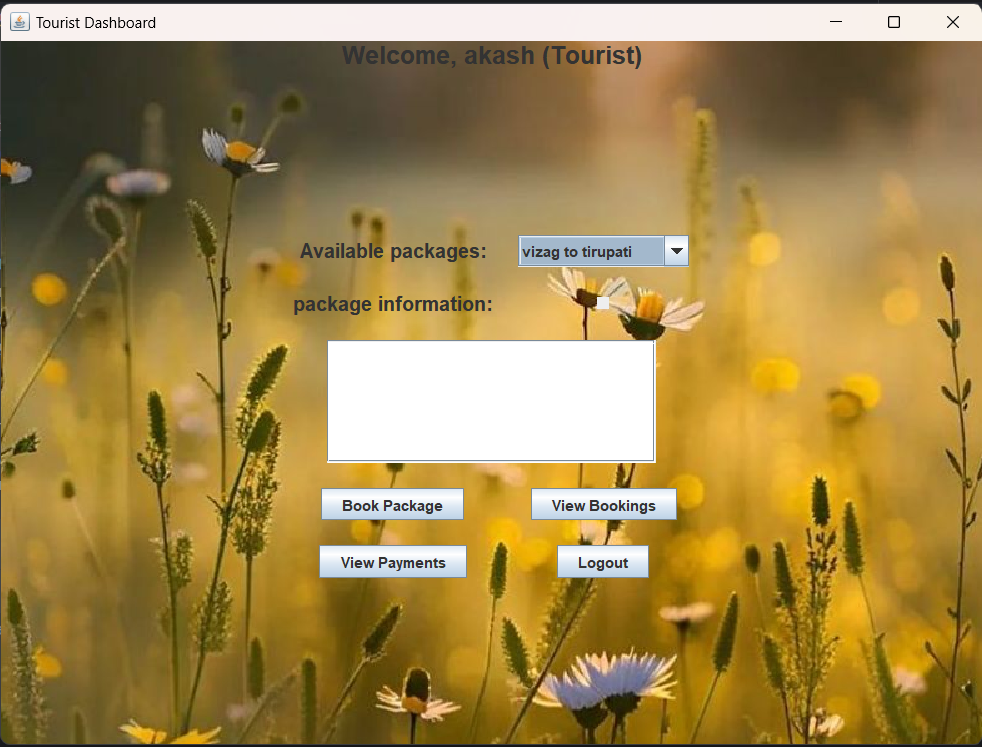 Tourist Dashboard
Welcome, akash (Tourist)
Available packages: vizag to tirupati
package information:
Book Package View Bookings
View Payments Logout